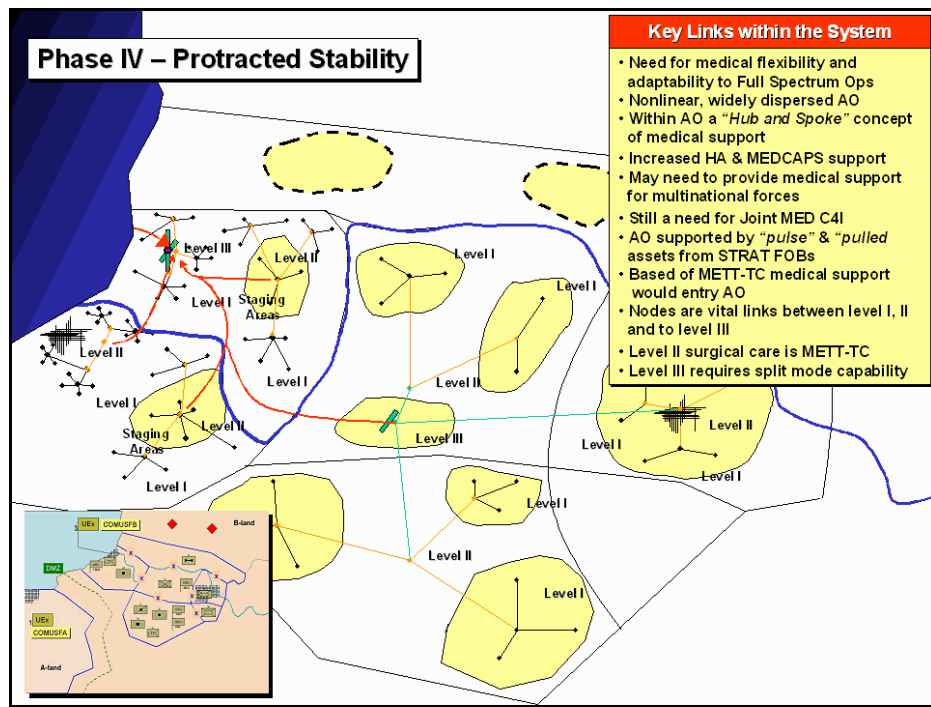 Phase IV – Protracted Stability
Key Links within the System
• Need for medical flexibility and
adaptability to Full Spectrum Ops
• Nonlinear, widely dispersed AO
• Within AO a “Hub and Spoke” concept
of medical support
• Increased HA & MEDCAPS support
• May need to provide medical support
for multinational forces
• Still a need for Joint MED C4I
• AO supported by “pulse” & “pulled
assets from STRAT FOBs
• Based of METT-TC medical support
would entry AO
• Nodes are vital links between level I, II
and to level III
• Level II surgical care is METT-TC
• Level III requires split mode capability
Level III
Level II
Level I
Staging
Areas
Level II
Level I
Level I
Level II
Level I
Level II
Staging
Areas
Level I
Level III
Level I
Level II
Level I
Level I
Level II
Level I
UEx
COMUSFB
B-land
DMZ
UEx
COMUSFA
A-land